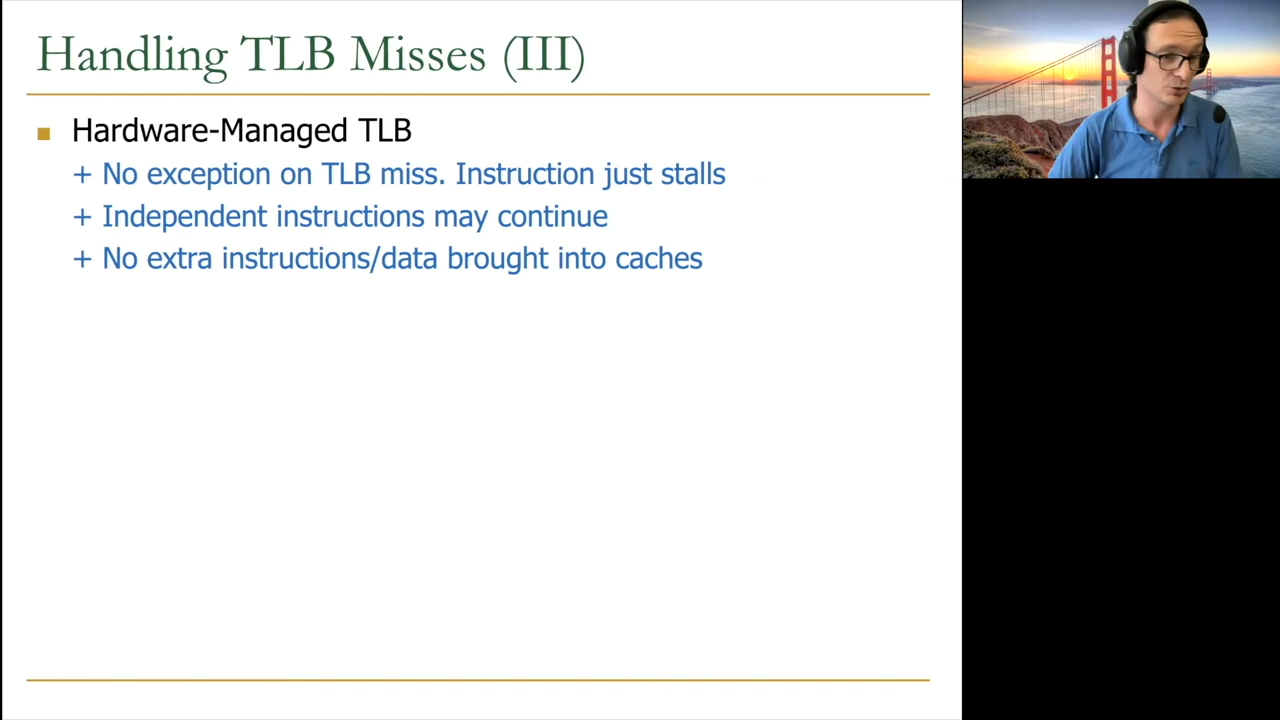 Handling TLB Misses (III)
■ Hardware-Managed TLB
+ No exception on TLB miss. Instruction just stalls
+ Independent instructions may continue
+ No extra instructions/data brought into caches